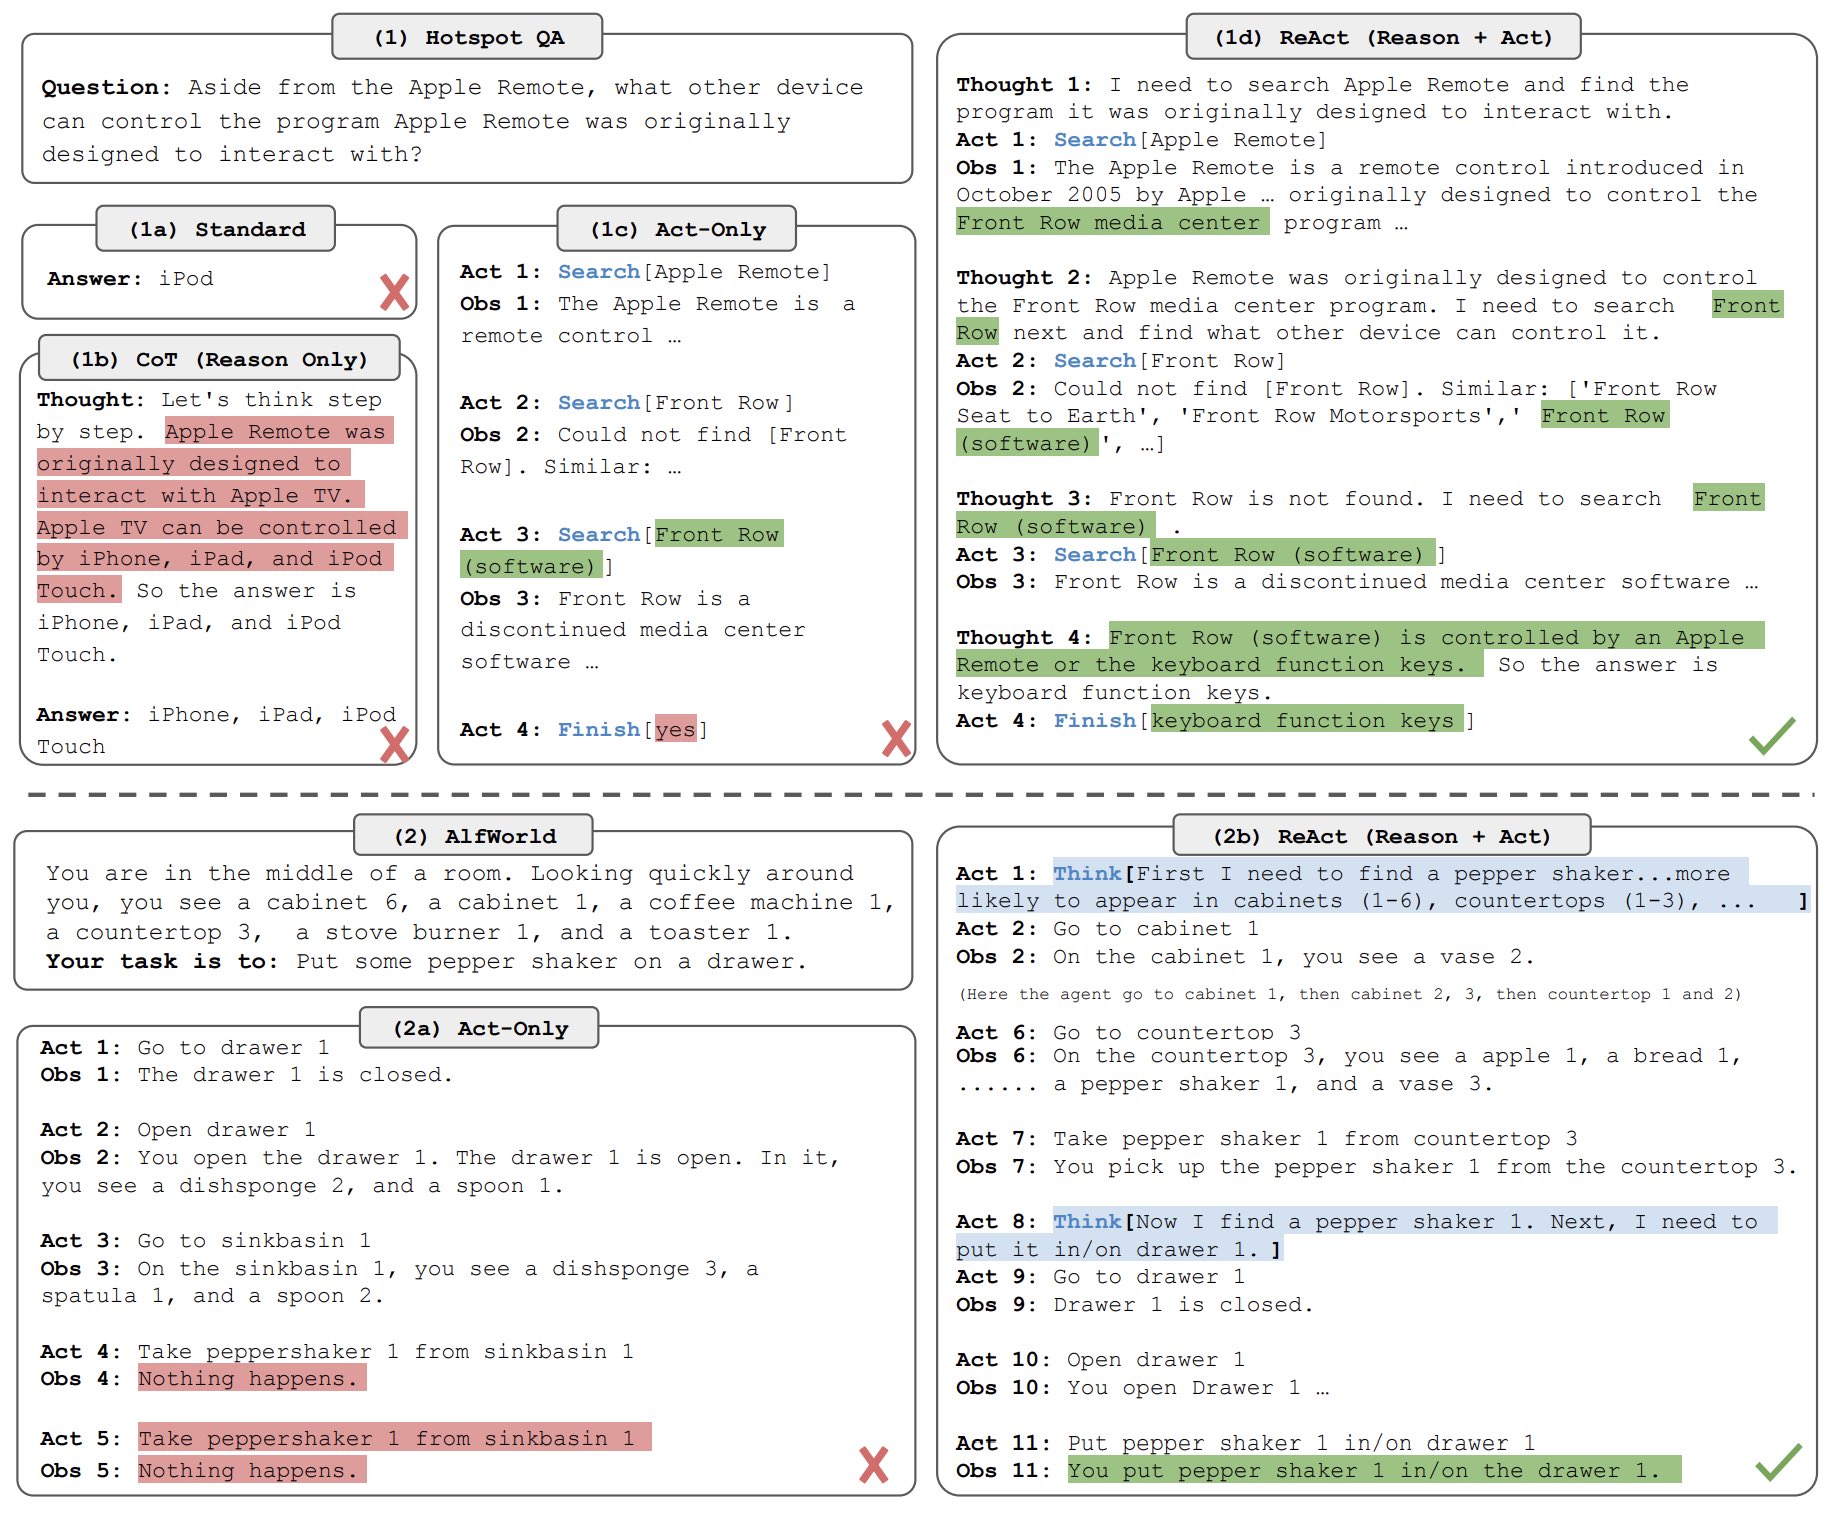 (1) Hotspot QA
Question: Aside from the Apple Remote, what other device
can control the program Apple Remote was originally
designed to interact with?
(1a) Standard
Answer: iPod
(1b) CoT (Reason Only)
Thought: Let's think step
by step. Apple Remote was
originally designed to
interact with Apple TV.
Apple TV can be controlled
by iPhone, iPad, and iPod
Touch. So the answer is
iPhone, iPad, and iPod
Touch.
Answer: iPhone, iPad, iPod
Touch
(1c) Act-Only
Act 1: Search[Apple Remote]
Obs 1: The Apple Remote is a
remote control …
Act 2: Search[Front Row]
Obs 2: Could not find [Front
Row]. Similar: …
Act 3: Search[Front Row
(software)]
Obs 3: Front Row is a
discontinued media center
software …
Act 4: Finish[yes]
(1d) ReAct (Reason + Act)
Thought 1: I need to search Apple Remote and find the
program it was originally designed to interact with.
Act 1: Search[Apple Remote]
Obs 1: The Apple Remote is a remote control introduced in
October 2005 by Apple … originally designed to control the
Front Row media center program …
Thought 2: Apple Remote was originally designed to control
the Front Row media center program. I need to search Front
Row next and find what other device can control it.
Act 2: Search[Front Row]
Obs 2: Could not find [Front Row]. Similar: ['Front Row
Seat to Earth', 'Front Row Motorsports',' Front Row
(software)', …]
Thought 3: Front Row is not found. I need to search Front
Row (software) .
Act 3: Search[Front Row (software)]
Obs 3: Front Row is a discontinued media center software …
Thought 4: Front Row (software) is controlled by an Apple
Remote or the keyboard function keys. So the answer is
keyboard function keys.
Act 4: Finish[keyboard function keys]
(2) AlfWorld
You are in the middle of a room. Looking quickly around
you, you see a cabinet 6, a cabinet 1, a coffee machine 1,
a countertop 3, a stove burner 1, and a toaster 1.
Your task is to: Put some pepper shaker on a drawer.
(2a) Act-Only
Act 1: Go to drawer 1
Obs 1: The drawer 1 is closed.
Act 2: Open drawer 1
Obs 2: You open the drawer 1. The drawer 1 is open. In it,
you see a dishsponge 2, and a spoon 1.
Act 3: Go to sinkbasin 1
Obs 3: On the sinkbasin 1, you see a dishsponge 3, a
spatula 1, and a spoon 2.
Act 4: Take peppershaker 1 from sinkbasin 1
Obs 4: Nothing happens.
Act 5: Take peppershaker 1 from sinkbasin 1
Obs 5: Nothing happens.
(2b) ReAct (Reason + Act)
Act 1: Think[First I need to find a pepper shaker...more
likely to appear in cabinets (1-6), countertops (1-3), ... ]
Act 2: Go to cabinet 1
Obs 2: On the cabinet 1, you see a vase 2.
(Here the agent go to cabinet 1, then cabinet 2, 3, then countertop 1 and 2)
Act 6: Go to countertop 3
Obs 6: On the countertop 3, you see a apple 1, a bread 1,
...... a pepper shaker 1, and a vase 3.
Act 7: Take pepper shaker 1 from countertop 3
Obs 7: You pick up the pepper shaker 1 from the countertop 3.
Act 8: Think[Now I find a pepper shaker 1. Next, I need to
put it in/on drawer 1. ]
Act 9: Go to drawer 1
Obs 9: Drawer 1 is closed.
Act 10: Open drawer 1
Obs 10: You open Drawer 1 …
Act 11: Put pepper shaker 1 in/on drawer 1
Obs 11: You put pepper shaker 1 in/on the drawer 1.